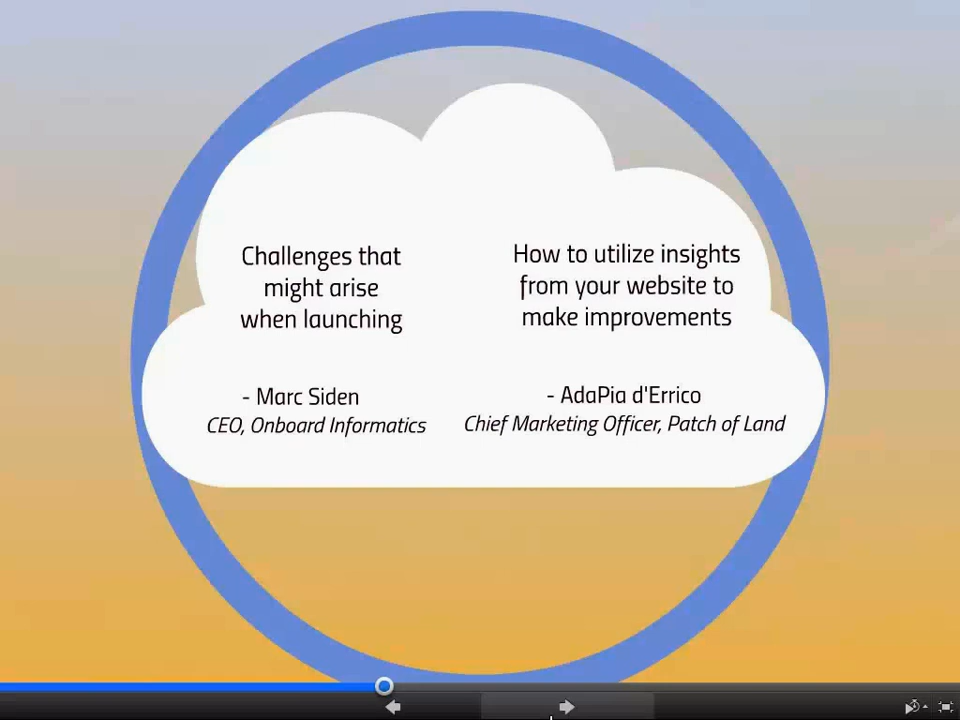 Challenges that
might arise
when launching
- Marc Siden
CEO, Onboard Informatics
How to utilize insights
from your website to
make improvements
- AdaPia d'Errico
Chief Marketing Officer, Patch of Land